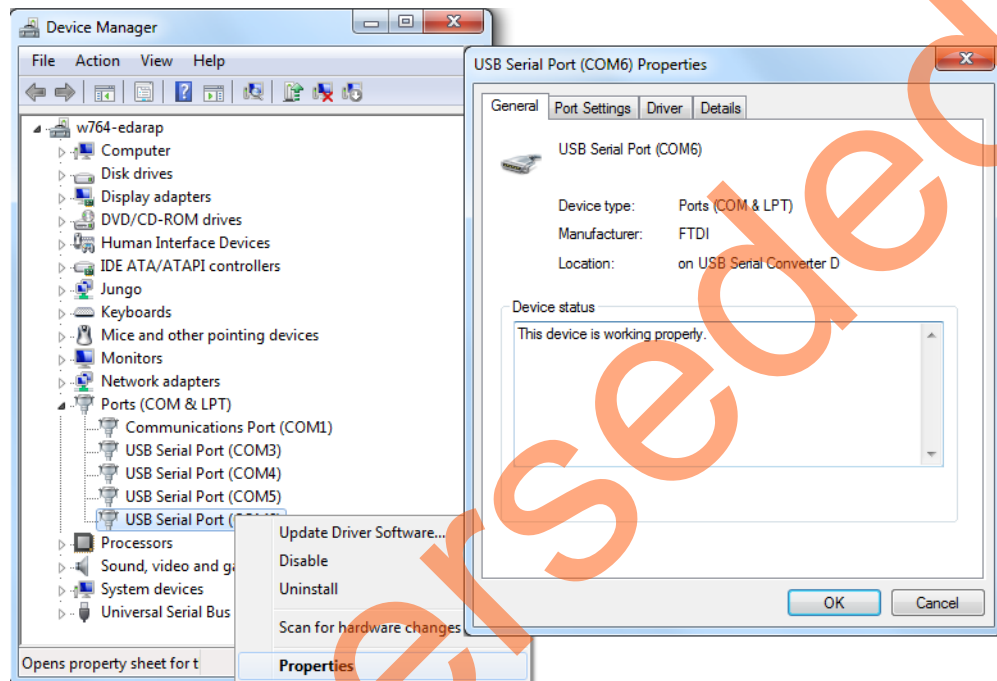 Device Manager
File Action View Help
w764-edarap
Computer
Disk drives
Display adapters
DVD/CD-ROM drives
Human Interface Devices
IDE ATA/ATAPI controllers
Jungo
Keyboards
Mice and other pointing devices
Monitors
Network adapters
Ports (COM & LPT)
Communications Port (COM1)
USB Serial Port (COM3)
USB Serial Port (COM4)
USB Serial Port (COM5)
USB Serial Port (
Processors
Sound, video and ga
System devices
Universal Serial Bus
Opens property sheet for t
Update Driver Software...
Disable
Uninstall
Scan for hardware changes
Properties
USB Serial Port (COM6) Properties
General Port Settings Driver Details
USB Serial Port (COM6)
Device type: Ports (COM & LPT)
Manufacturer: FTDI
Location: on USB Serial Converter D
Device status
This device is working properly.
OK Cancel
ersedec